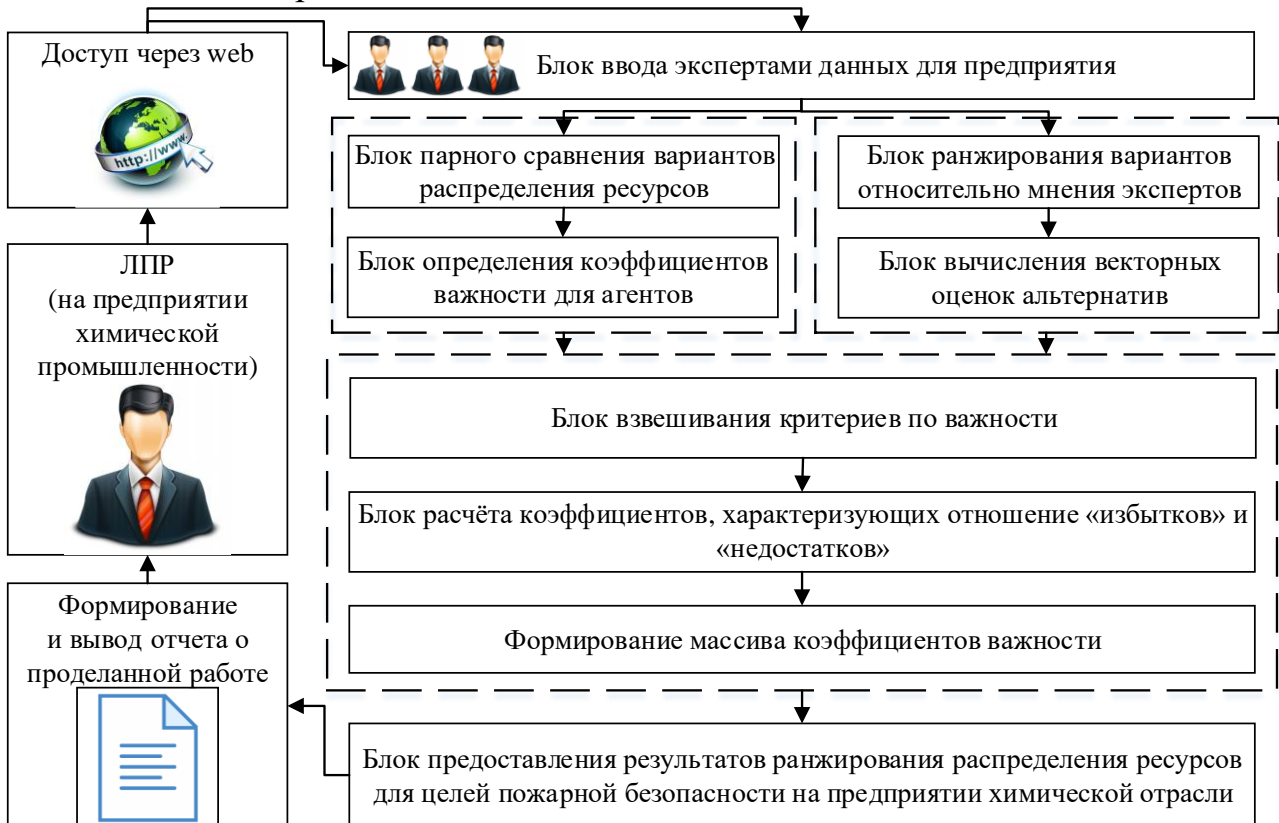 Доступ через web
http://www.
ЛПР
(на предприятии
химической
промышленности)
Формирование
и вывод отчета о
проделанной работе
Блок ввода экспертами данных для предприятия
Блок парного сравнения вариантов
распределения ресурсов
Блок определения коэффициентов
важности для агентов
Блок ранжирования вариантов
относительно мнения экспертов
Блок вычисления векторных
оценок альтернатив
Блок взвешивания критериев по важности
Блок расчёта коэффициентов, характеризующих отношение «избытков» и
«недостатков»
Формирование массива коэффициентов важности
Блок предоставления результатов ранжирования распределения ресурсов
для целей пожарной безопасности на предприятии химической отрасли